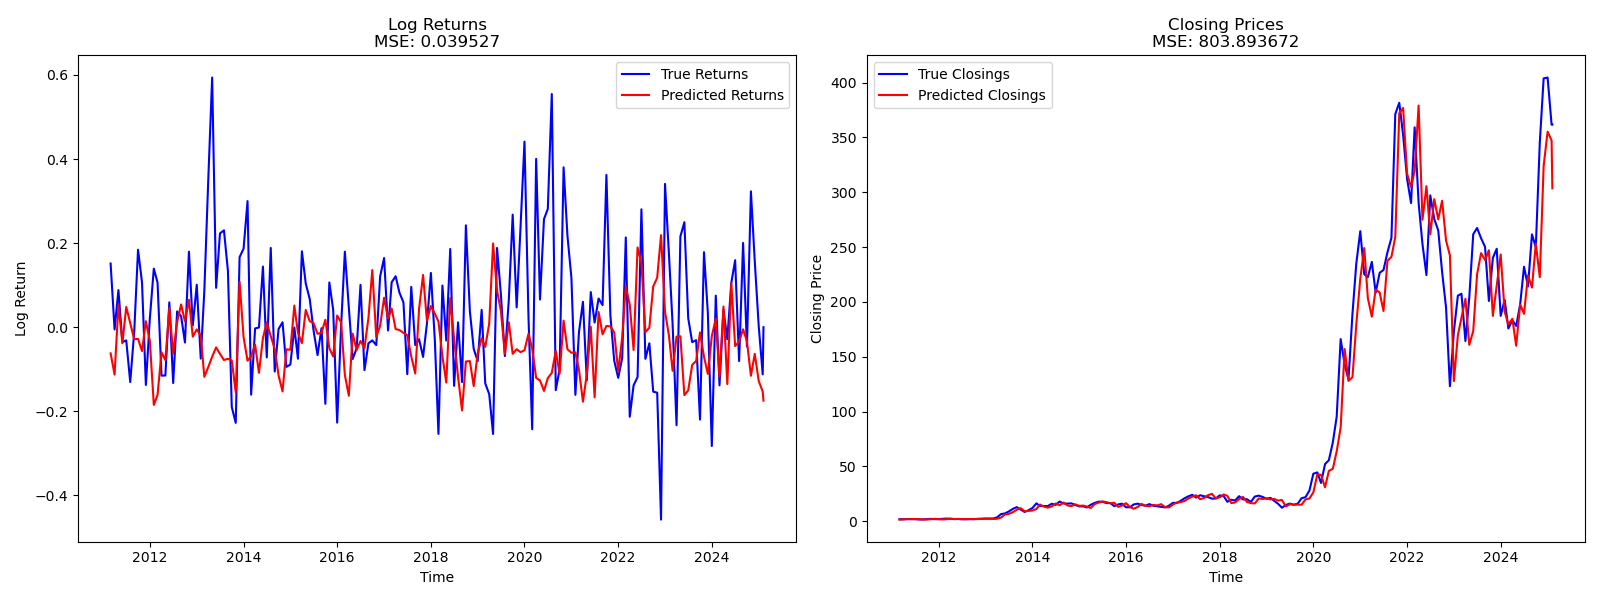 Log Returns
MSE: 0.039527
True Returns
Predicted Returns
0.6
0.4
0.2
0.0
−0.2
−0.4
Log Return
2012 2014 2016 2018 2020 2022 2024
Time
Closing Prices
MSE: 803.893672
True Closings
Predicted Closings
400
350
300
250
200
150
100
50
0
Closing Price
2012 2014 2016 2018 2020 2022 2024
Time